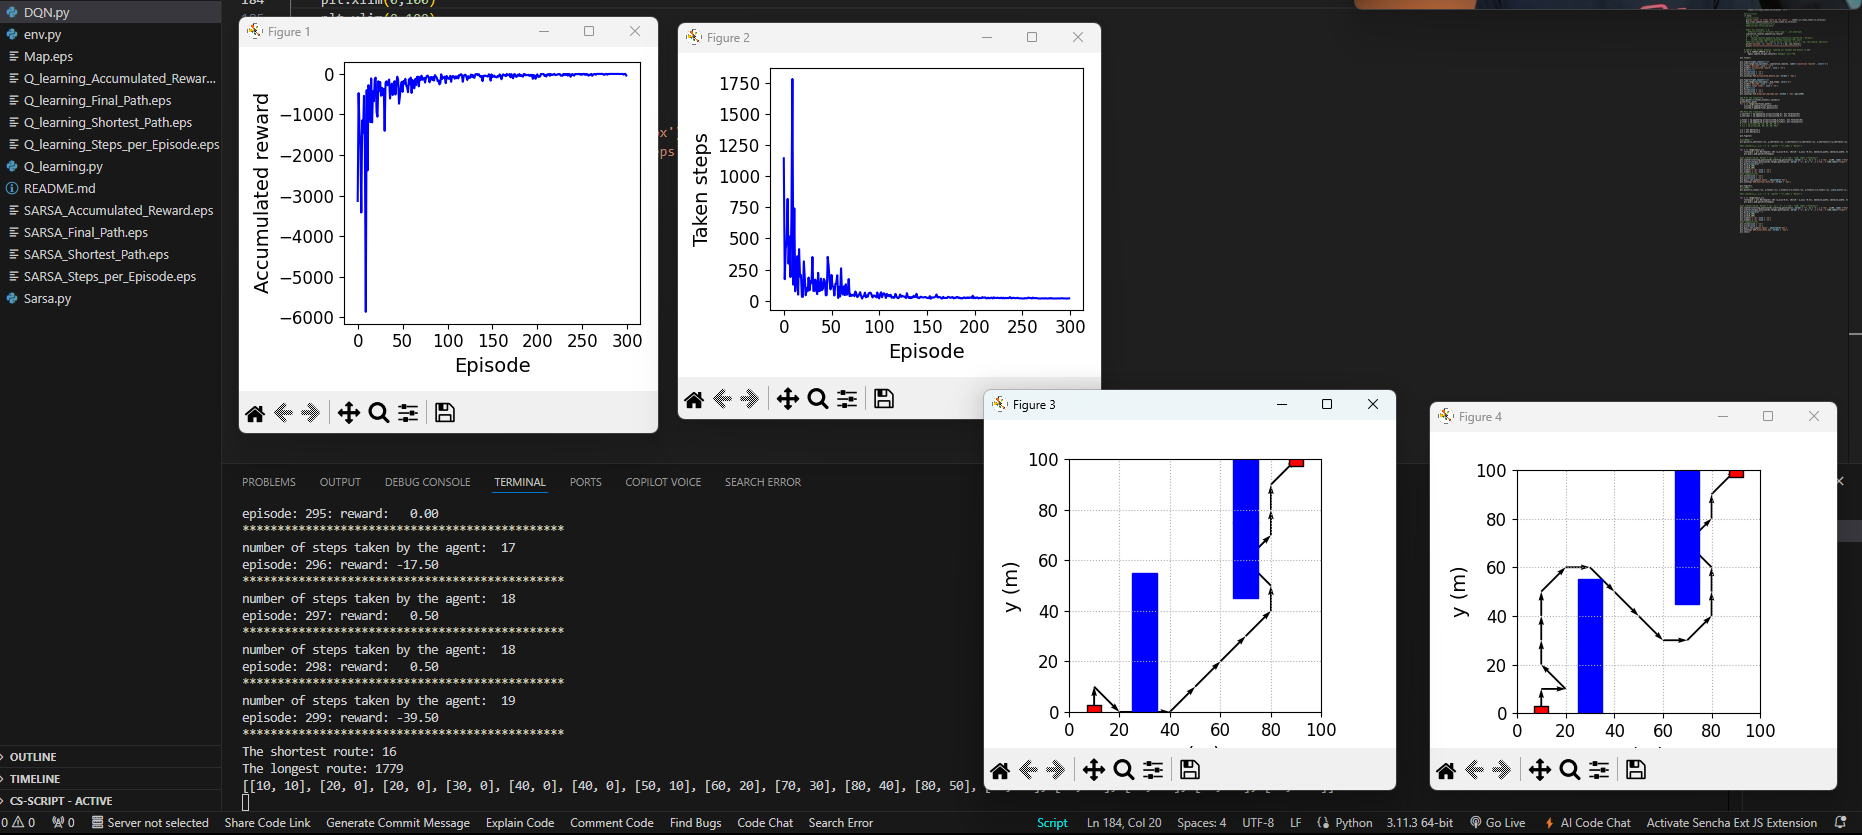 DQN.py
env.py
Map.eps
Q_learning_Accumulated_Rewar...
Q_learning_Final_Path.eps
Q_learning_Shortest_Path.eps
Q_learning_Steps_per_Episode.eps
Q_learning.py
README.md
SARSA_Accumulated_Reward.eps
SARSA_Final_Path.eps
SARSA_Shortest_Path.eps
SARSA_Steps_per_Episode.eps
Sarsa.py
OUTLINE
TIMELINE
CS-SCRIPT - ACTIVE
184
Figure 1
Accumulated reward
0
−1000
−2000
−3000
−4000
−5000
−6000
0 50 100 150 200 250 300
Episode
Figure 2
Taken steps
1750
1500
1250
1000
750
500
250
0
0 50 100 150 200 250 300
Episode
Figure 3
y (m)
100
80
60
40
20
0
0 20 40 60 80 100
Figure 4
y (m)
100
80
60
40
20
0
0 20 40 60 80 100
PROBLEMS OUTPUT DEBUG CONSOLE TERMINAL PORTS COPILOT VOICE SEARCH ERROR
episode: 295: reward: 0.00
**********************************************
number of steps taken by the agent: 17
episode: 296: reward: -17.50
**********************************************
number of steps taken by the agent: 18
episode: 297: reward: 0.50
**********************************************
number of steps taken by the agent: 18
episode: 298: reward: 0.50
**********************************************
number of steps taken by the agent: 19
episode: 299: reward: -39.50
**********************************************
The shortest route: 16
The longest route: 1779
[[10, 10], [20, 0], [20, 0], [30, 0], [40, 0], [40, 0], [50, 10], [60, 20], [70, 30], [80, 40], [80, 50],
0 0 0 Server not selected Share Code Link Generate Commit Message Explain Code Comment Code Find Bugs Code Chat Search Error Script Ln 184, Col 20 Spaces: 4 UTF-8 LF Python 3.11.3 64-bit Go Live AI Code Chat Activate Sencha Ext JS Extension